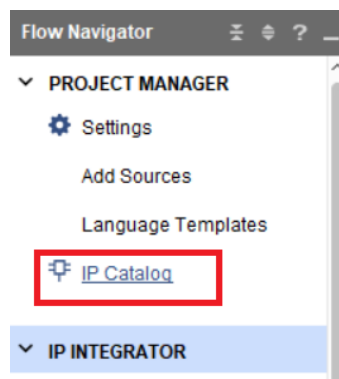 Flow Navigator ?
PROJECT MANAGER
Settings
Add Sources
Language Templates
IP Catalog
IP INTEGRATOR